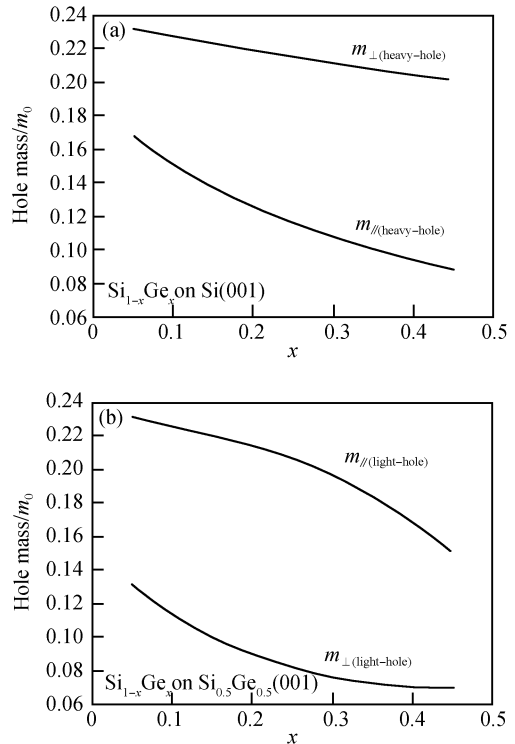 (a)
0.24
0.22
0.20
0.18
0.16
0.14
0.12
0.10
0.08
0.06
Hole mass/m₀
m⊥(heavy−hole)
m∥(heavy−hole)
Si₁₋ₓGeₓ on Si(001)
0 0.1 0.2 0.3 0.4 0.5
x
(b)
0.24
0.22
0.20
0.18
0.16
0.14
0.12
0.10
0.08
0.06
Hole mass/m₀
m∥(light−hole)
m⊥(light−hole)
Si₁₋ₓGeₓ on Si₀.₅Ge₀.₅(001)
0 0.1 0.2 0.3 0.4 0.5
x